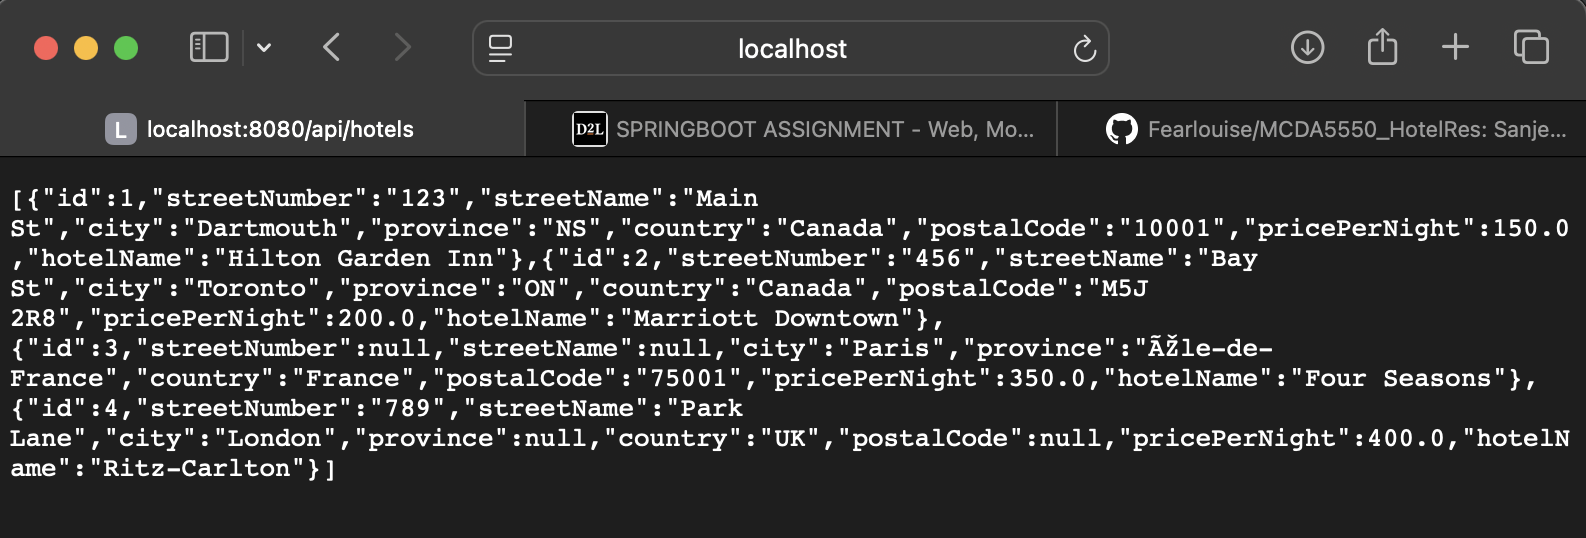 localhost
L localhost:8080/api/hotels
D2L SPRINGBOOT ASSIGNMENT - Web, Mo...
Fearlouise/MCDA5550_HotelRes: Sanje...
[{"id":1,"streetNumber":"123","streetName":"Main
St","city":"Dartmouth","province":"NS","country":"Canada","postalCode":"10001","pricePerNight":150.0
,"hotelName":"Hilton Garden Inn"},{"id":2,"streetNumber":"456","streetName":"Bay
St","city":"Toronto","province":"ON","country":"Canada","postalCode":"M5J
2R8","pricePerNight":200.0,"hotelName":"Marriott Downtown"},
{"id":3,"streetNumber":null,"streetName":null,"city":"Paris","province":"ÃŽle-de-
France","country":"France","postalCode":"75001","pricePerNight":350.0,"hotelName":"Four Seasons"},
{"id":4,"streetNumber":"789","streetName":"Park
Lane","city":"London","province":null,"country":"UK","postalCode":null,"pricePerNight":400.0,"hotelN
ame":"Ritz-Carlton"}]